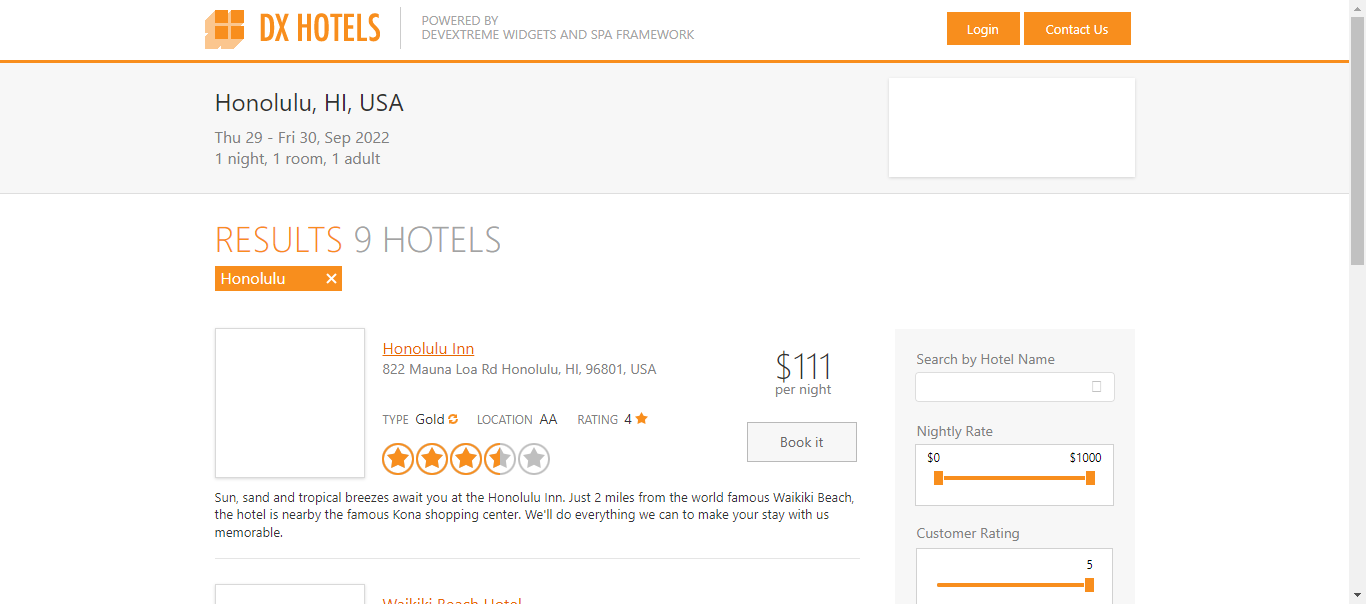 DX HOTELS
POWERED BY
DEVEXTREME WIDGETS AND SPA FRAMEWORK
Login
Contact Us
Honolulu, HI, USA
Thu 29 - Fri 30, Sep 2022
1 night, 1 room, 1 adult
RESULTS 9 HOTELS
Honolulu
Honolulu Inn
822 Mauna Loa Rd Honolulu, HI, 96801, USA
TYPE Gold LOCATION AA RATING 4
$111
per night
Book it
Sun, sand and tropical breezes await you at the Honolulu Inn. Just 2 miles from the world famous Waikiki Beach,
the hotel is nearby the famous Kona shopping center. We'll do everything we can to make your stay with us
memorable.
Waikiki Beach Hotel
Search by Hotel Name
Nightly Rate
$0 $1000
Customer Rating
5